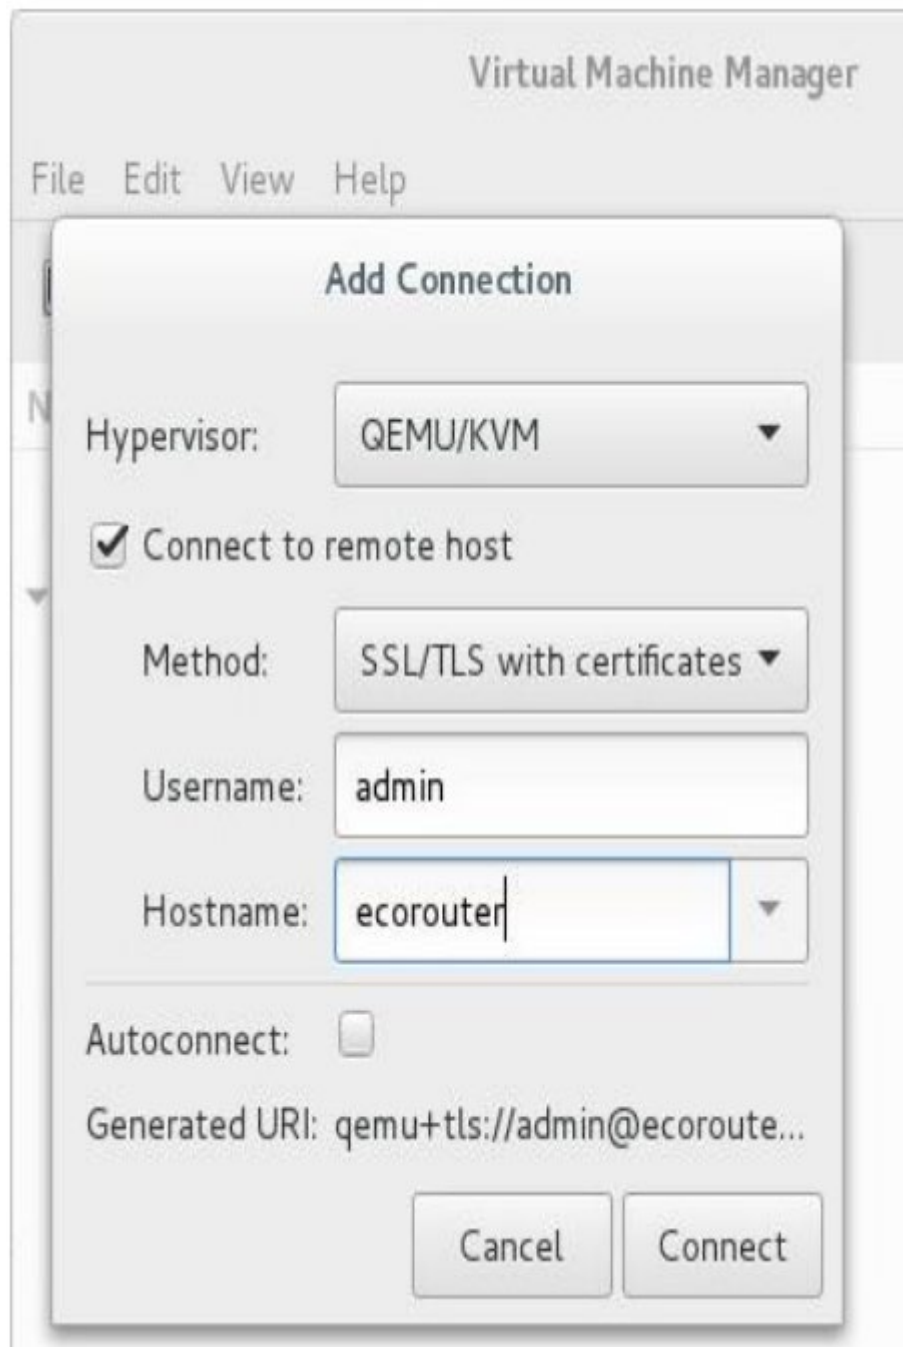 Virtual Machine Manager
File Edit View Help
Add Connection
N
Hypervisor: QEMU/KVM
Connect to remote host
Method: SSL/TLS with certificates
Username: admin
Hostname: ecorouter
Autoconnect:
Generated URI: qemu+tls://admin@ecoroute...
Cancel Connect